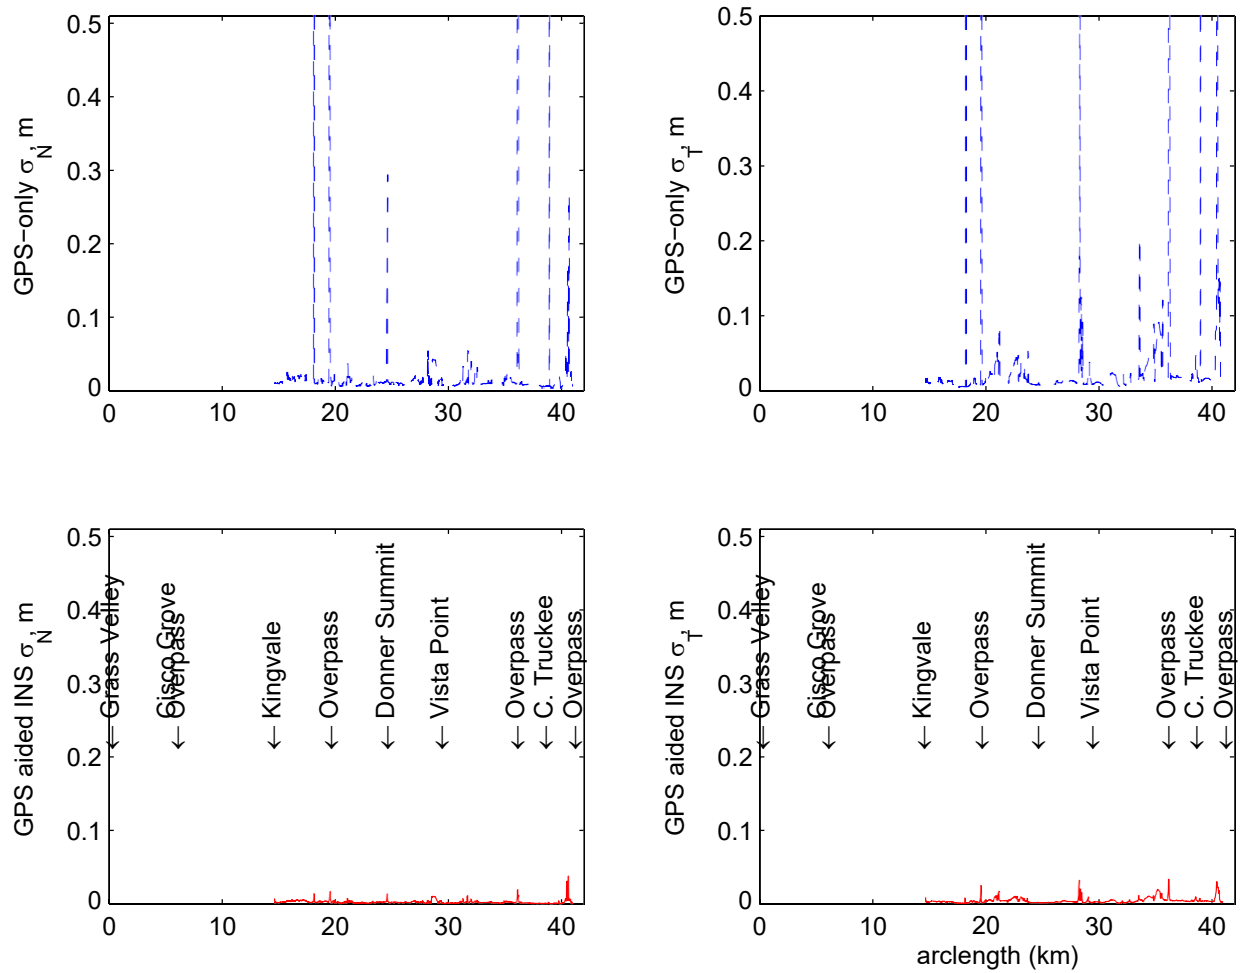 0.5
0.4
0.3
0.2
0.1
0
0 10 20 30 40
GPS−only σN, m
0.5
0.4
0.3
0.2
0.1
0
0 10 20 30 40
GPS−only σT, m
0.5
0.4
0.3
0.2
0.1
0
0 10 20 30 40
GPS aided INS σN, m
← Grass Velley
Cisco Grove
← Overpass
← Kingvale
← Overpass
← Donner Summit
← Vista Point
← Overpass
← C. Truckee
← Overpass
0.5
0.4
0.3
0.2
0.1
0
0 10 20 30 40
GPS aided INS σT, m
← Grass Velley
Cisco Grove
← Overpass
← Kingvale
← Overpass
← Donner Summit
← Vista Point
← Overpass
← C. Truckee
← Overpass
arclength (km)